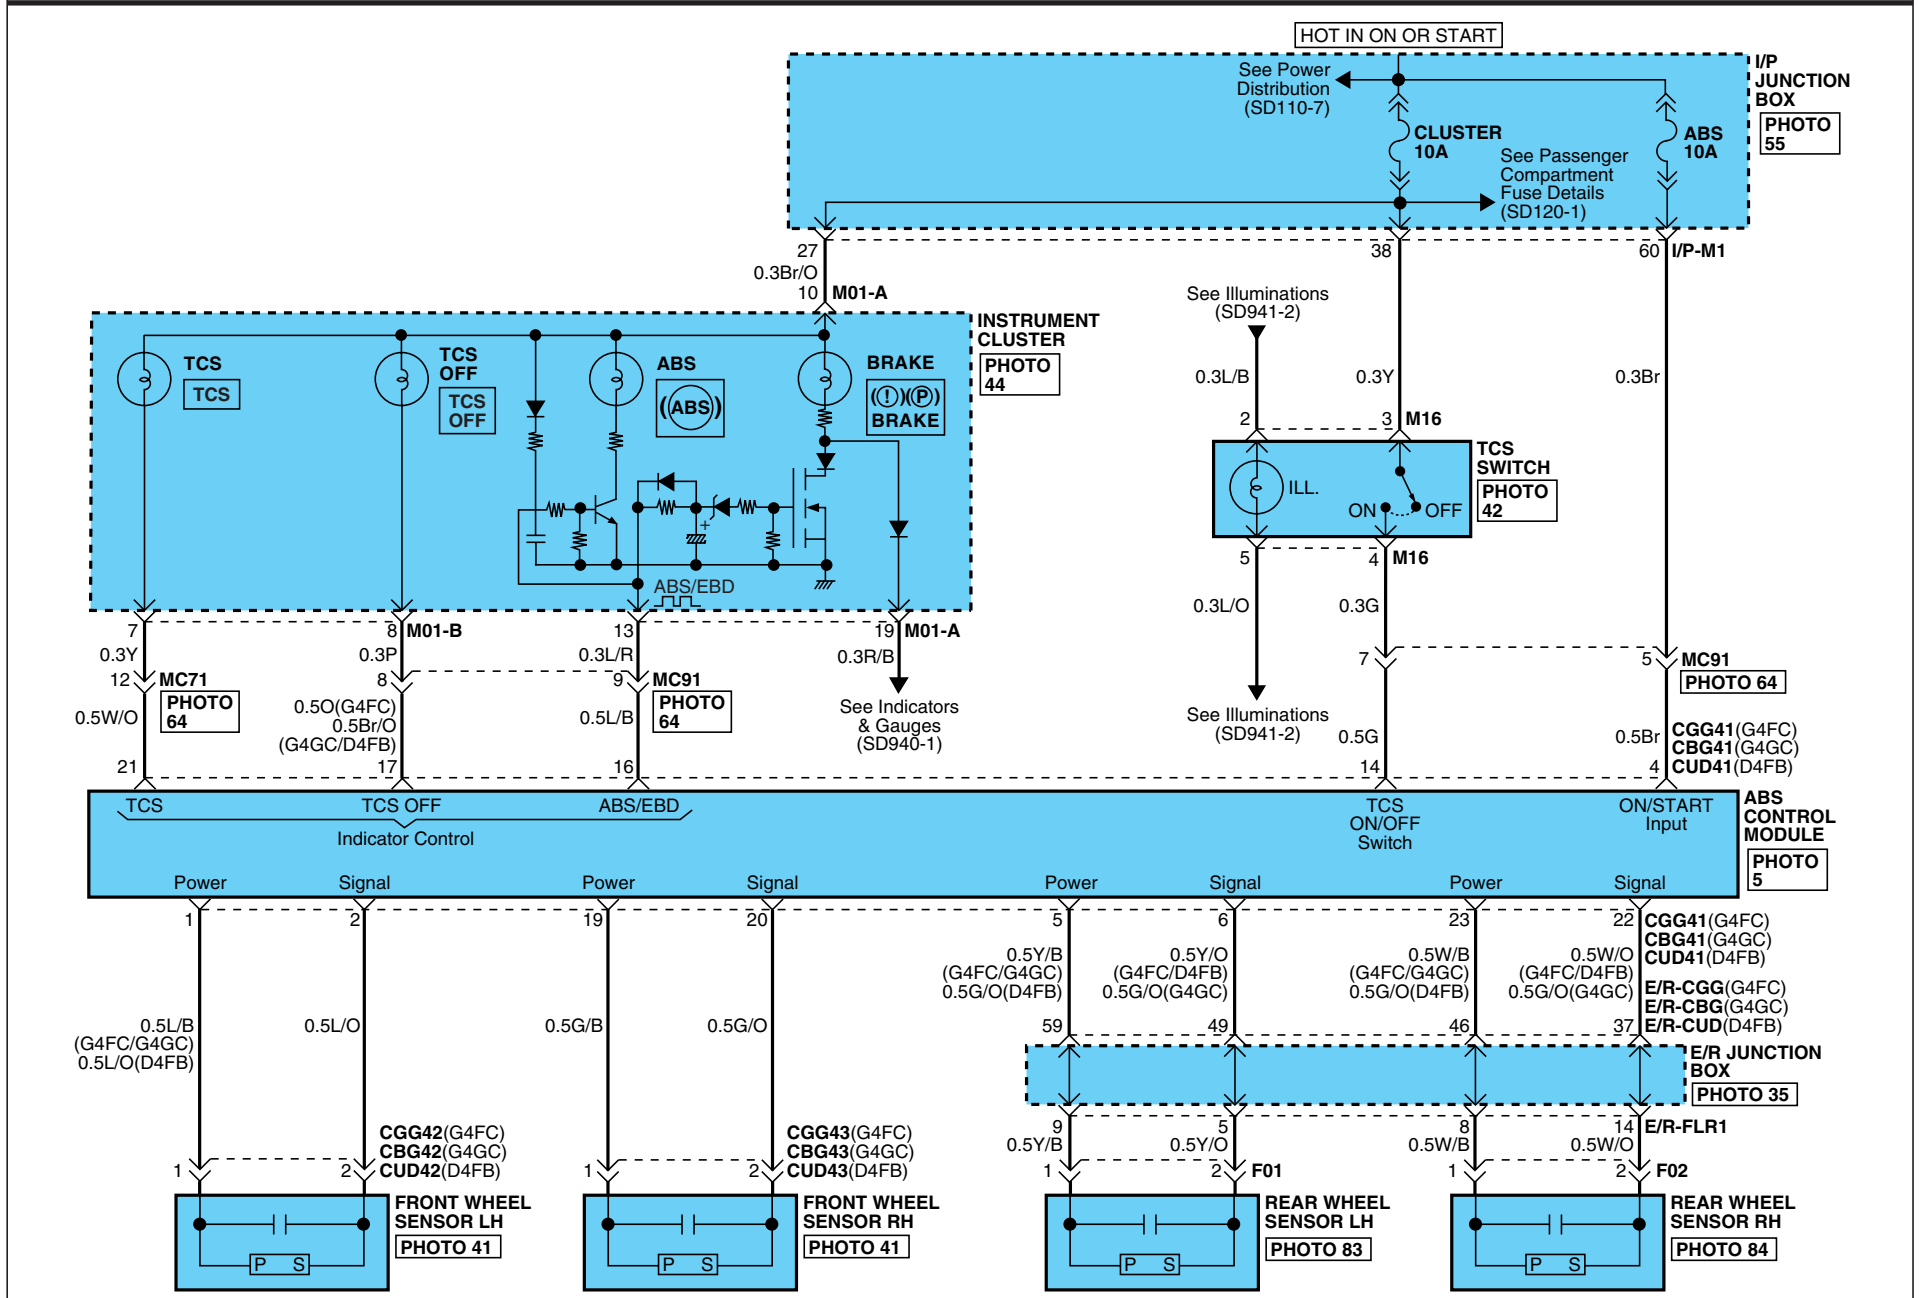 HOT IN ON OR START
See Power
Distribution
(SD110-7)
CLUSTER
10A
See Passenger
Compartment
Fuse Details
(SD120-1)
ABS
10A
I/P
JUNCTION
BOX
PHOTO
55
27
38
60
I/P-M1
0.3Br/O
10
M01-A
INSTRUMENT
CLUSTER
PHOTO
44
TCS
TCS
TCS
OFF
TCS
OFF
ABS
(ABS)
BRAKE
(!)(P)
BRAKE
+
ABS/EBD
See Illuminations
(SD941-2)
0.3L/B
0.3Y
0.3Br
2
3
M16
ILL.
ON
OFF
TCS
SWITCH
PHOTO
42
5
4
M16
0.3L/O
0.3G
7
8
M01-B
13
19
M01-A
0.3Y
0.3P
0.3L/R
0.3R/B
12
MC71
PHOTO
64
8
9
MC91
PHOTO
64
7
5
MC91
PHOTO 64
0.5W/O
0.5O(G4FC)
0.5Br/O
(G4GC/D4FB)
0.5L/B
See Indicators
& Gauges
(SD940-1)
See Illuminations
(SD941-2)
0.5G
0.5Br
CGG41(G4FC)
CBG41(G4GC)
CUD41(D4FB)
21
17
16
14
4
TCS
TCS OFF
ABS/EBD
Indicator Control
TCS
ON/OFF
Switch
ON/START
Input
ABS
CONTROL
MODULE
PHOTO
5
Power
Signal
Power
Signal
Power
Signal
Power
Signal
1
2
19
20
5
6
23
22
CGG41(G4FC)
CBG41(G4GC)
CUD41(D4FB)
0.5Y/B
(G4FC/G4GC)
0.5G/O(D4FB)
0.5Y/O
(G4FC/D4FB)
0.5G/O(G4GC)
0.5W/B
(G4FC/G4GC)
0.5G/O(D4FB)
0.5W/O
(G4FC/D4FB)
0.5G/O(G4GC)
E/R-CGG(G4FC)
E/R-CBG(G4GC)
E/R-CUD(D4FB)
0.5L/B
(G4FC/G4GC)
0.5L/O(D4FB)
0.5L/O
0.5G/B
0.5G/O
59
49
46
37
E/R JUNCTION
BOX
PHOTO 35
9
5
8
14
E/R-FLR1
0.5Y/B
0.5Y/O
0.5W/B
0.5W/O
CGG42(G4FC)
CBG42(G4GC)
CUD42(D4FB)
CGG43(G4FC)
CBG43(G4GC)
CUD43(D4FB)
1
2
1
2
1
2
F01
1
2
F02
FRONT WHEEL
SENSOR LH
PHOTO 41
P S
FRONT WHEEL
SENSOR RH
PHOTO 41
P S
REAR WHEEL
SENSOR LH
PHOTO 83
P S
REAR WHEEL
SENSOR RH
PHOTO 84
P S